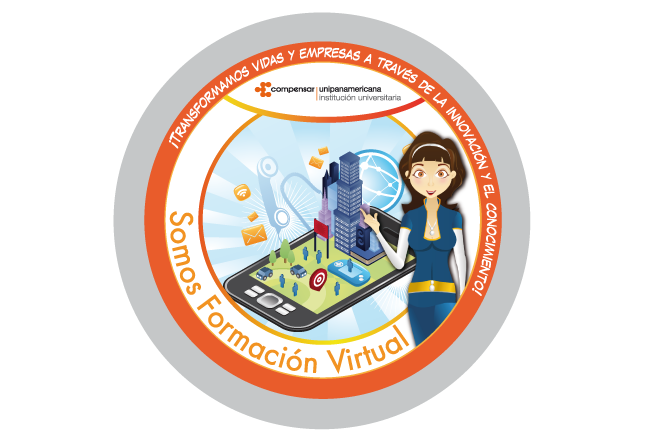 ¡TRANSFORMAMOS VIDAS Y EMPRESAS A TRAVÉS DE LA INNOVACIÓN Y EL CONOCIMIENTO!
compensar | unipanamericana
institución universitaria
Somos Formación Virtual